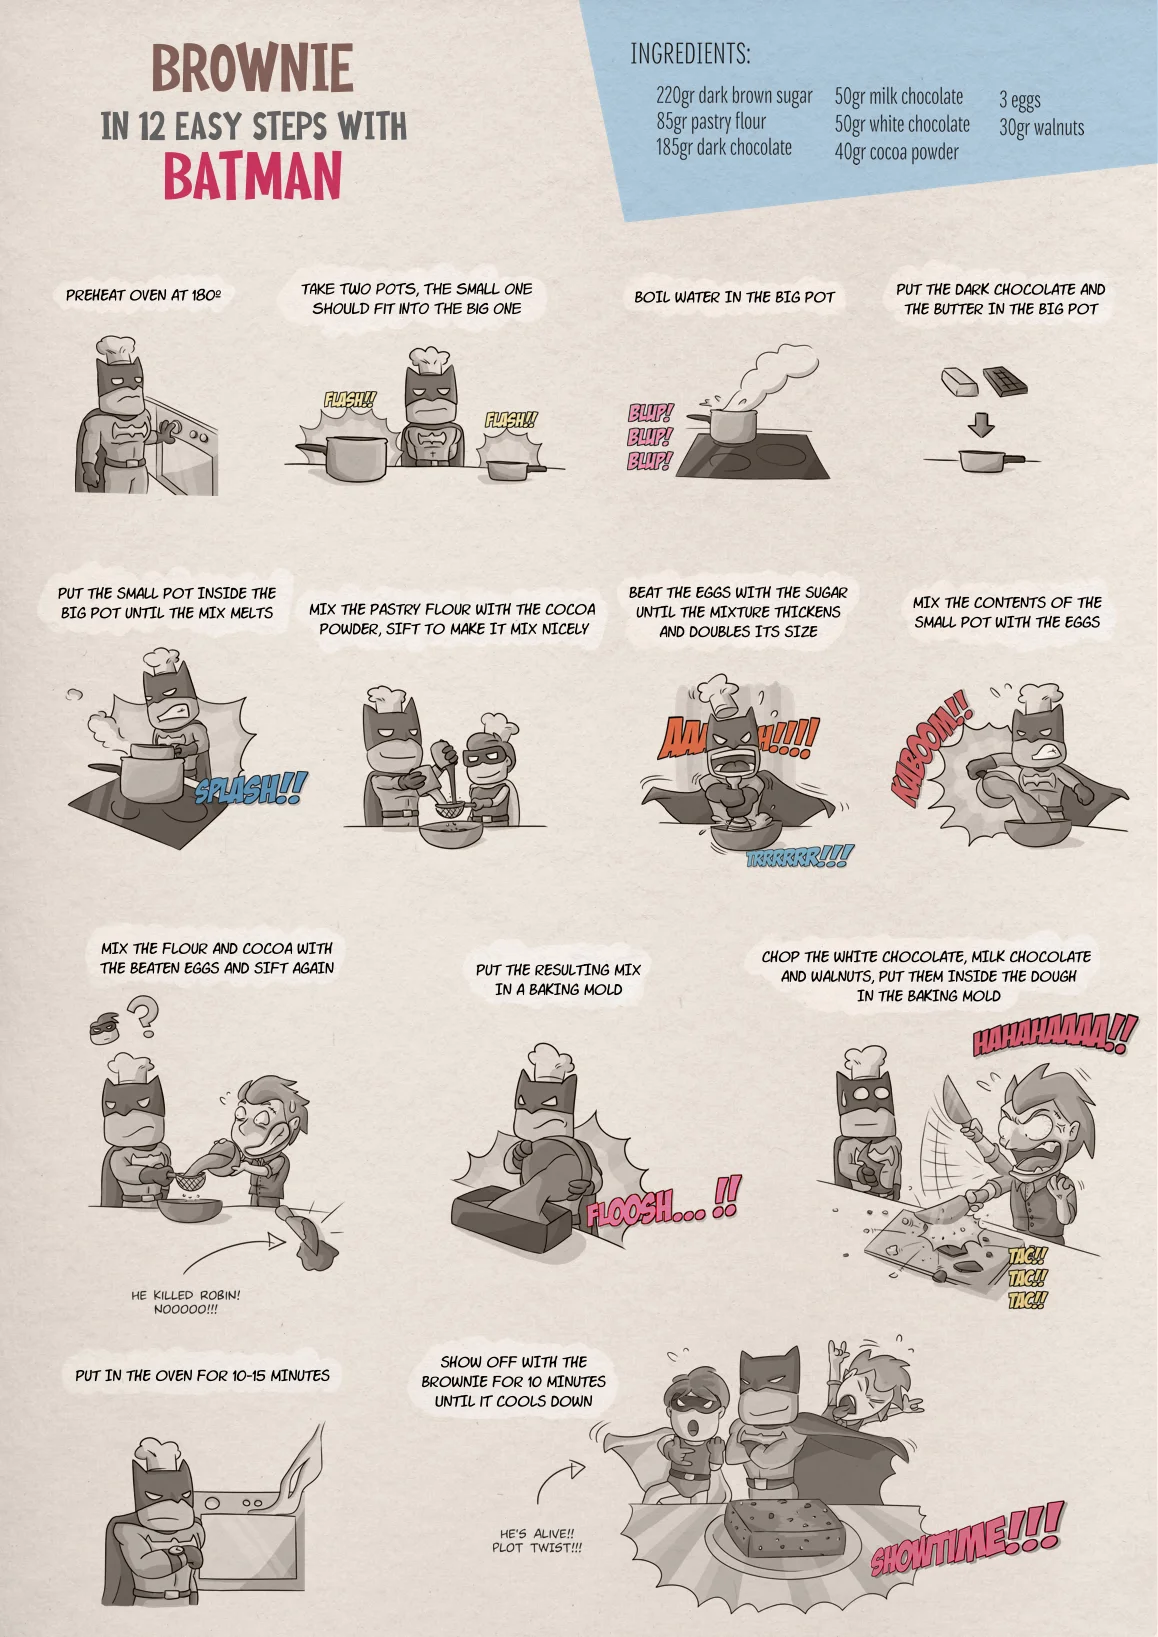 BROWNIE
IN 12 EASY STEPS WITH
BATMAN
INGREDIENTS:
220gr dark brown sugar
85gr pastry flour
185gr dark chocolate
50gr milk chocolate
50gr white chocolate
40gr cocoa powder
3 eggs
30gr walnuts
PREHEAT OVEN AT 180º
TAKE TWO POTS, THE SMALL ONE
SHOULD FIT INTO THE BIG ONE
FLASH!!
FLASH!!
BOIL WATER IN THE BIG POT
BLUP!
BLUP!
BLUP!
PUT THE DARK CHOCOLATE AND
THE BUTTER IN THE BIG POT
PUT THE SMALL POT INSIDE THE
BIG POT UNTIL THE MIX MELTS
SPLASH!!
MIX THE PASTRY FLOUR WITH THE COCOA
POWDER, SIFT TO MAKE IT MIX NICELY
BEAT THE EGGS WITH THE SUGAR
UNTIL THE MIXTURE THICKENS
AND DOUBLES ITS SIZE
TRRRRRR!!!
MIX THE CONTENTS OF THE
SMALL POT WITH THE EGGS
KABOOM!!
MIX THE FLOUR AND COCOA WITH
THE BEATEN EGGS AND SIFT AGAIN
?
HE KILLED ROBIN!
NOOOOO!!!
PUT THE RESULTING MIX
IN A BAKING MOLD
FLOOSH... !!
CHOP THE WHITE CHOCOLATE, MILK CHOCOLATE
AND WALNUTS, PUT THEM INSIDE THE DOUGH
IN THE BAKING MOLD
HAHAHAAAA!!
TAC!!
TAC!!
TAC!!
PUT IN THE OVEN FOR 10-15 MINUTES
SHOW OFF WITH THE
BROWNIE FOR 10 MINUTES
UNTIL IT COOLS DOWN
HE'S ALIVE!!
PLOT TWIST!!!
SHOWTIME!!!